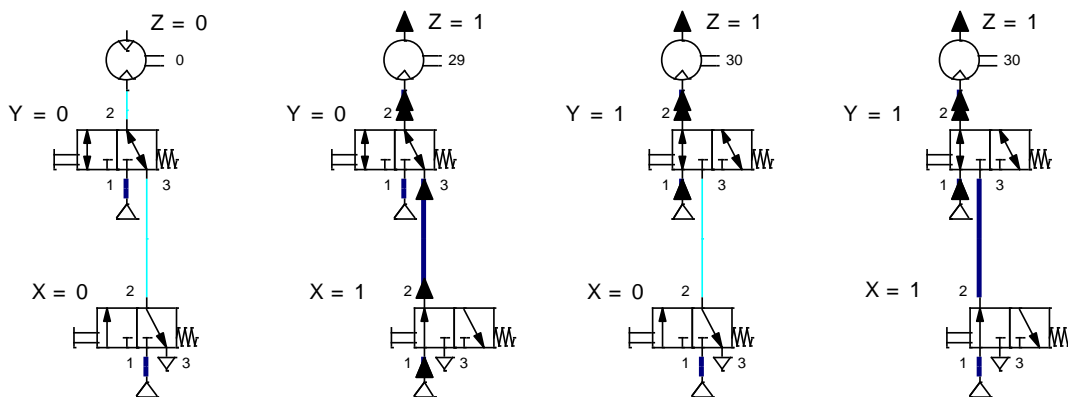 Z = 0
0
Y = 0
2
1
3
X = 0
2
1
3
Z = 1
29
Y = 0
2
1
3
X = 1
2
1
3
Z = 1
30
Y = 1
2
1
3
X = 0
2
1
3
Z = 1
30
Y = 1
2
1
3
X = 1
2
1
3